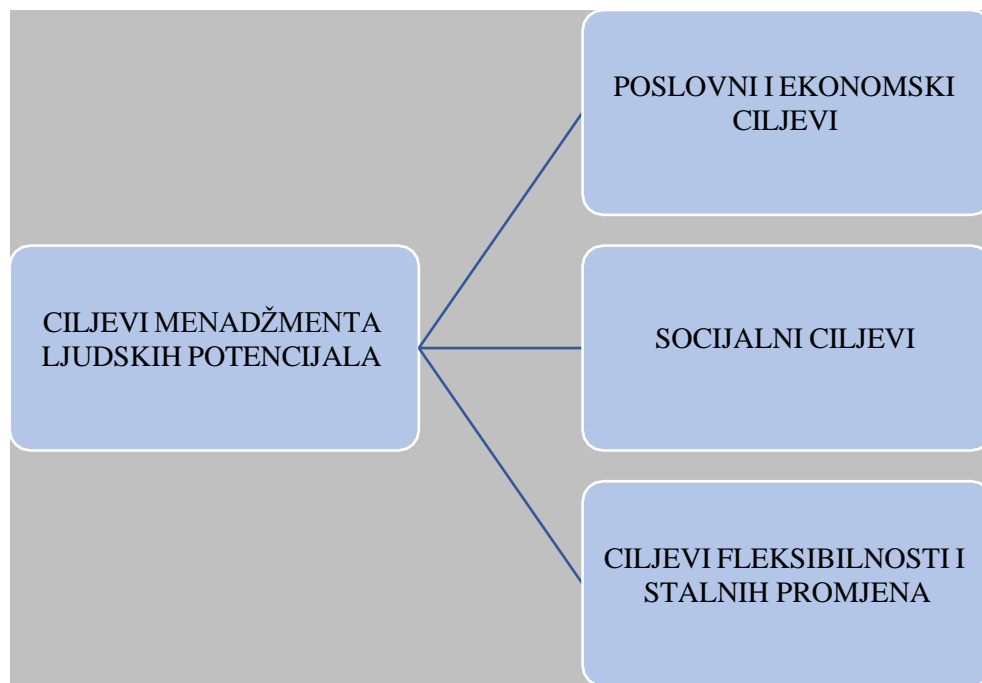 POSLOVNI I EKONOMSKI
CILJEVI
CILJEVI MENADŽMENTA
LJUDSKIH POTENCIJALA
SOCIJALNI CILJEVI
CILJEVI FLEKSIBILNOSTI I
STALNIH PROMJENA